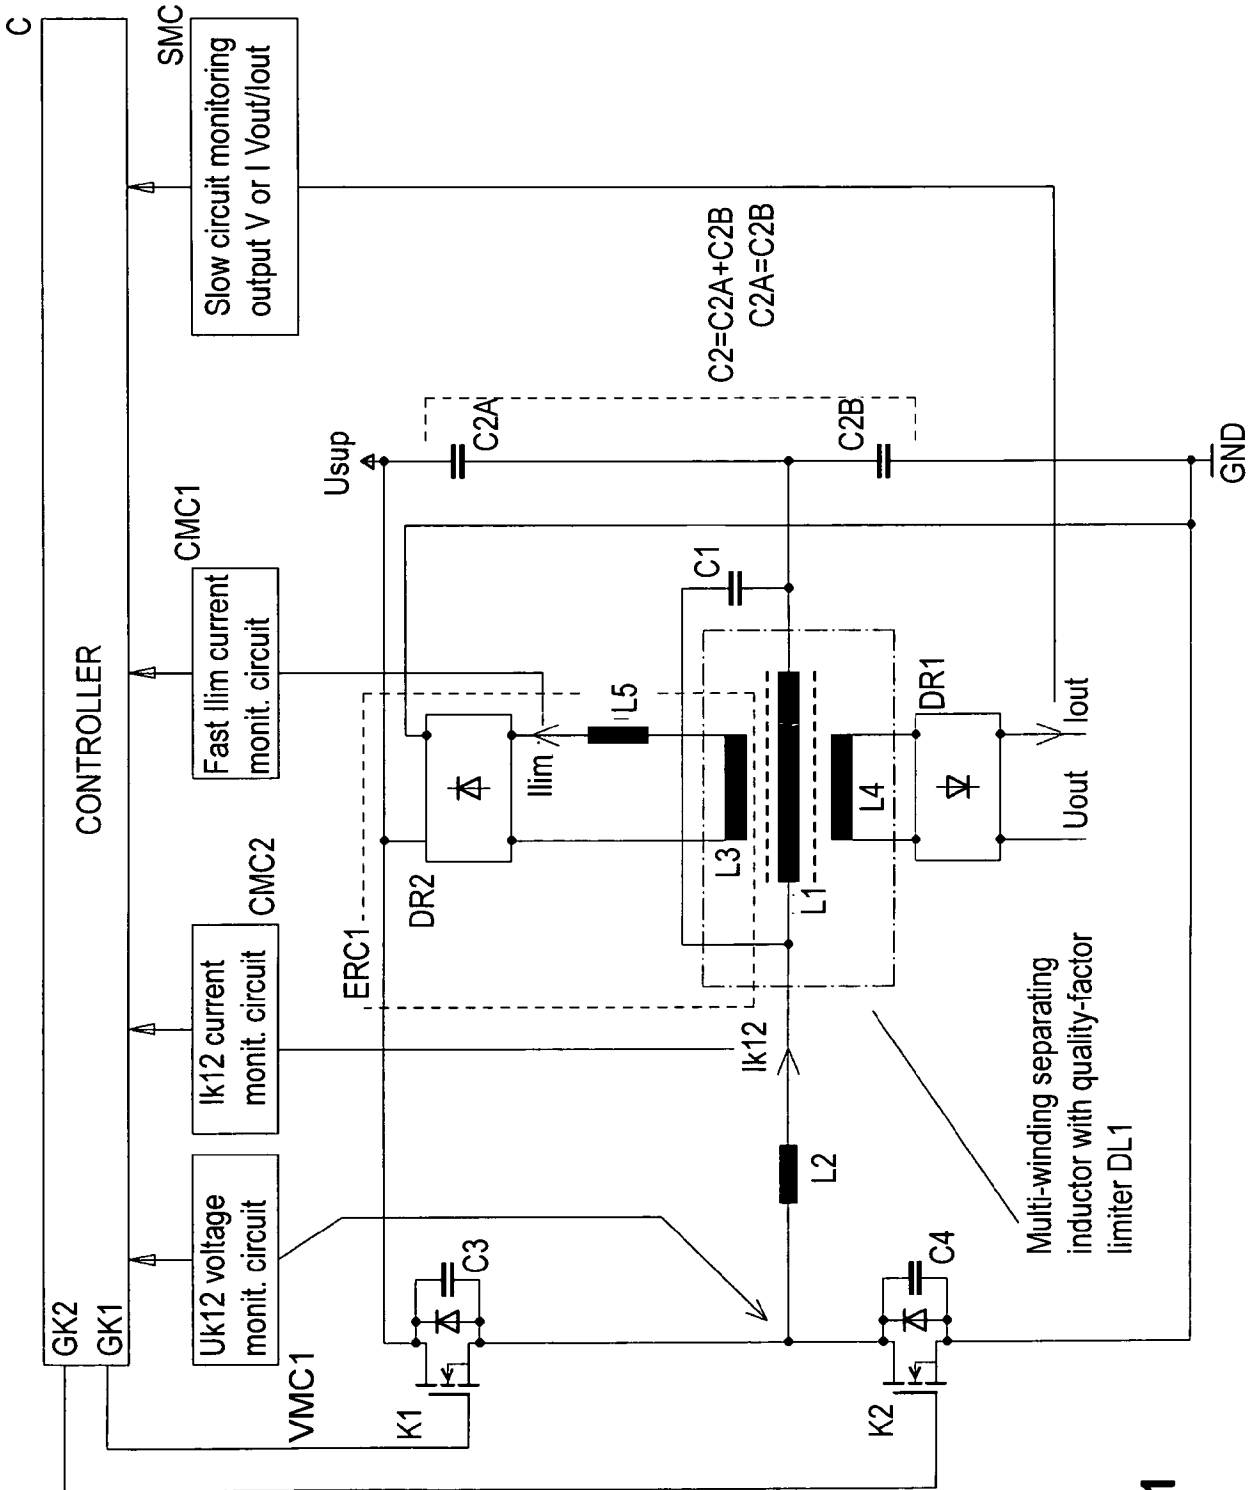 C
CONTROLLER
GK2
GK1
Uk12 voltage
monit. circuit
VMC1
Ik12 current
monit. circuit
CMC2
Fast Ilim current
monit. circuit
CMC1
Slow circuit monitoring
output V or I Vout/Iout
SMC
Usup
ERC1
DR2
Ilim
L5
L3
K1
C3
C2A
C1
C2=C2A+C2B
C2A=C2B
Ik12
L2
L1
L4
C2B
K2
C4
DR1
Uout
Iout
GND
Multi-winding separating
inductor with quality-factor
limiter DL1
1